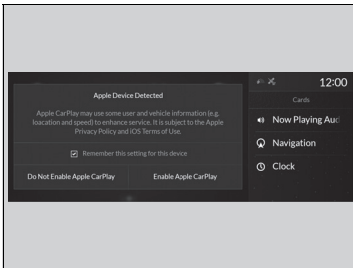 Apple Device Detected
Apple CarPlay may use some user and vehicle information (e.g.
loacation and speed) to enhance service. It is subject to the Apple
Privacy Policy and iOS Terms of Use.
Remember this setting for this device
Do Not Enable Apple CarPlay
Enable Apple CarPlay
12:00
Cards
Now Playing Aud
Navigation
Clock